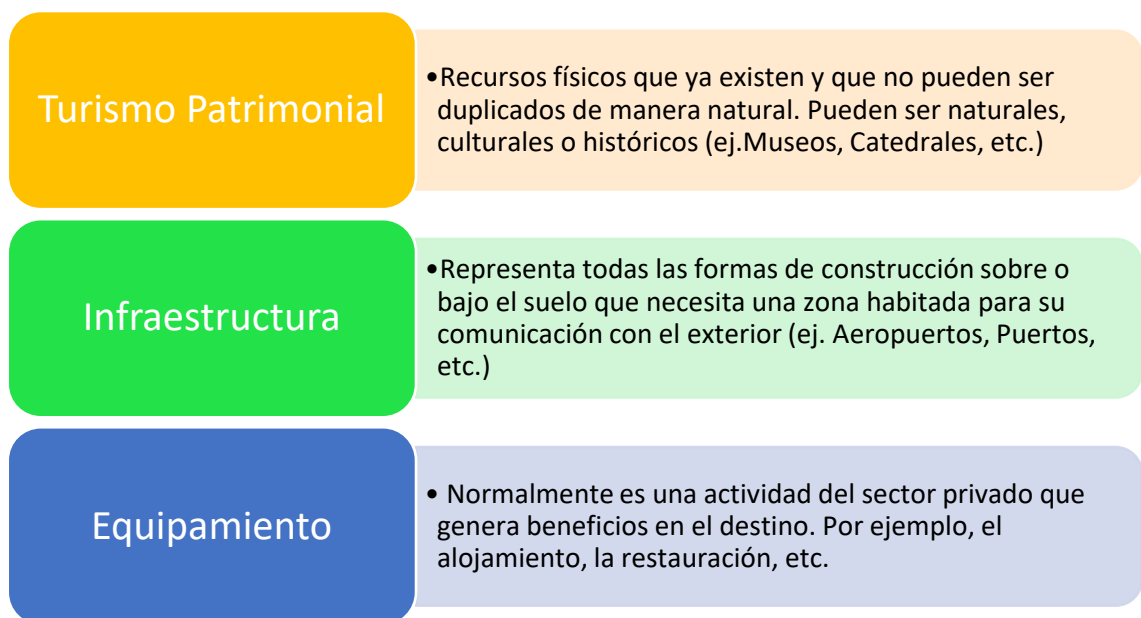 Turismo Patrimonial
•Recursos físicos que ya existen y que no pueden ser
duplicados de manera natural. Pueden ser naturales,
culturales o históricos (ej.Museos, Catedrales, etc.)
Infraestructura
•Representa todas las formas de construcción sobre o
bajo el suelo que necesita una zona habitada para su
comunicación con el exterior (ej. Aeropuertos, Puertos,
etc.)
Equipamiento
• Normalmente es una actividad del sector privado que
genera beneficios en el destino. Por ejemplo, el
alojamiento, la restauración, etc.